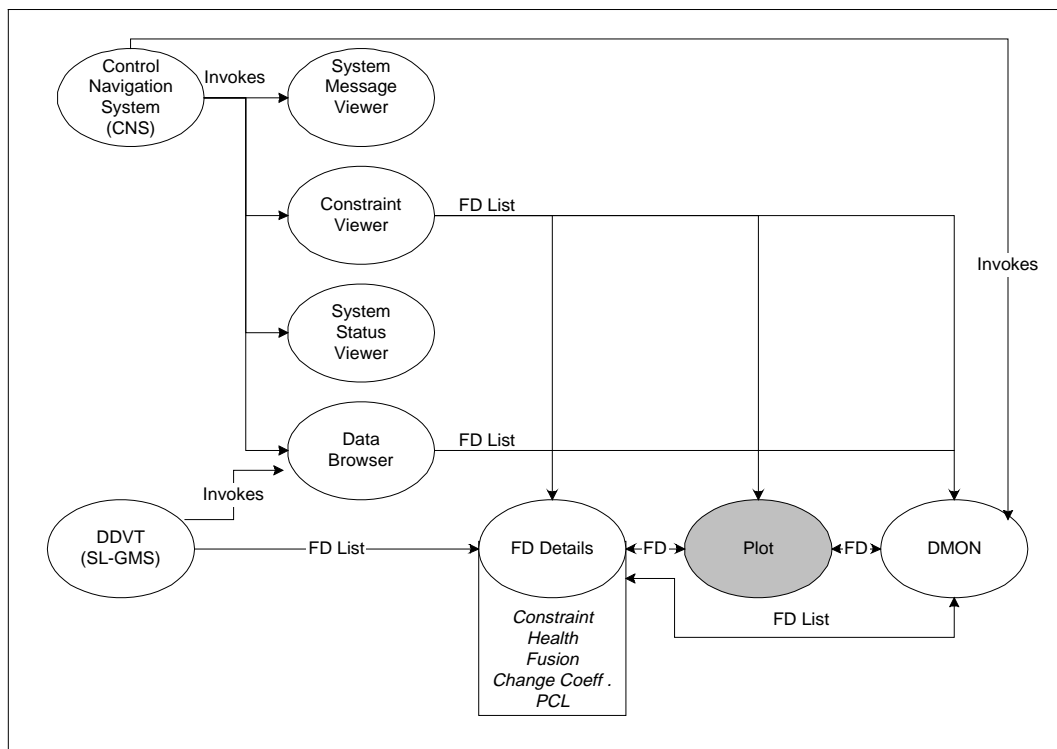 Control
Navigation
System
(CNS)
Invokes
System
Message
Viewer
Constraint
Viewer
FD List
Invokes
System
Status
Viewer
Data
Browser
FD List
Invokes
DDVT
(SL-GMS)
FD List
FD Details
FD
Plot
FD
DMON
Constraint
Health
Fusion
Change Coeff .
PCL
FD List